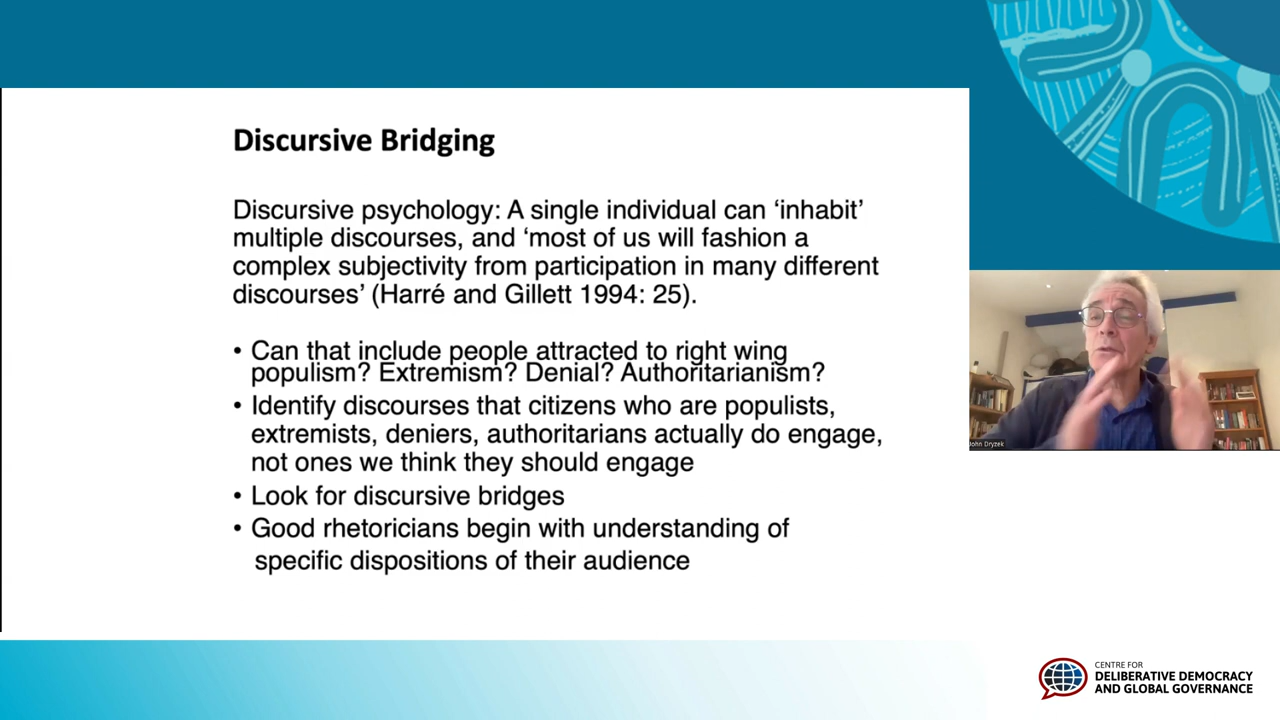 Discursive Bridging
Discursive psychology: A single individual can ‘inhabit’
multiple discourses, and ‘most of us will fashion a
complex subjectivity from participation in many different
discourses’ (Harré and Gillett 1994: 25).
• Can that include people attracted to right wing
populism? Extremism? Denial? Authoritarianism?
• Identify discourses that citizens who are populists,
extremists, deniers, authoritarians actually do engage,
not ones we think they should engage
• Look for discursive bridges
• Good rhetoricians begin with understanding of
specific dispositions of their audience
John Dryzek
CENTRE FOR
DELIBERATIVE DEMOCRACY
AND GLOBAL GOVERNANCE